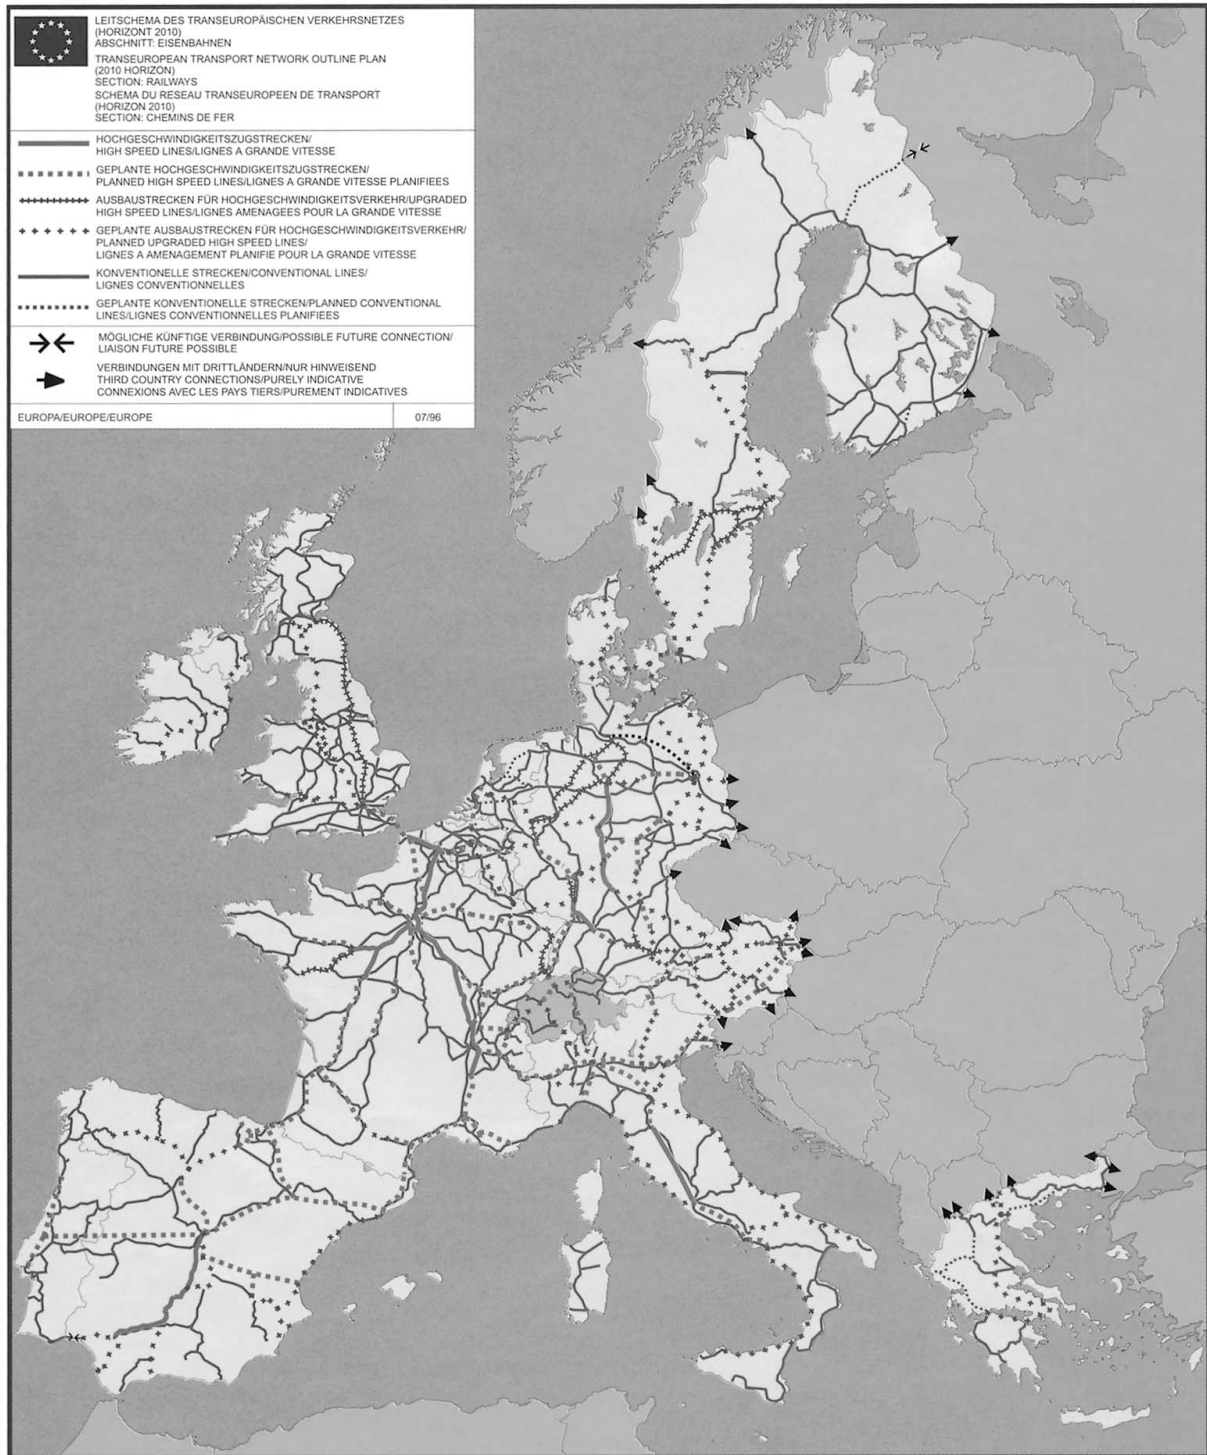 LEITSCHEMA DES TRANSEUROPÄISCHEN VERKEHRSNETZES
(HORIZONT 2010)
ABSCHNITT: EISENBAHNEN
TRANSEUROPEAN TRANSPORT NETWORK OUTLINE PLAN
(2010 HORIZON)
SECTION: RAILWAYS
SCHEMA DU RESEAU TRANSEUROPEEN DE TRANSPORT
(HORIZON 2010)
SECTION: CHEMINS DE FER
HOCHGESCHWINDIGKEITSZUGSTRECKEN/
HIGH SPEED LINES/LIGNES A GRANDE VITESSE
GEPLANTE HOCHGESCHWINDIGKEITSZUGSTRECKEN/
PLANNED HIGH SPEED LINES/LIGNES A GRANDE VITESSE PLANIFIEES
AUSBAUSTRECKEN FÜR HOCHGESCHWINDIGKEITSVERKEHR/UPGRADED
HIGH SPEED LINES/LIGNES AMENAGEES POUR LA GRANDE VITESSE
GEPLANTE AUSBAUSTRECKEN FÜR HOCHGESCHWINDIGKEITSVERKEHR/
PLANNED UPGRADED HIGH SPEED LINES/
LIGNES A AMENAGEMENT PLANIFIE POUR LA GRANDE VITESSE
KONVENTIONELLE STRECKEN/CONVENTIONAL LINES/
LIGNES CONVENTIONNELLES
GEPLANTE KONVENTIONELLE STRECKEN/PLANNED CONVENTIONAL
LINES/LIGNES CONVENTIONNELLES PLANIFIEES
MÖGLICHE KÜNFTIGE VERBINDUNG/POSSIBLE FUTURE CONNECTION/
LIAISON FUTURE POSSIBLE
VERBINDUNGEN MIT DRITTLÄNDERN/NUR HINWEISEND
THIRD COUNTRY CONNECTIONS/PURELY INDICATIVE
CONNEXIONS AVEC LES PAYS TIERS/PUREMENT INDICATIVES
EUROPA/EUROPE/EUROPE 07/96